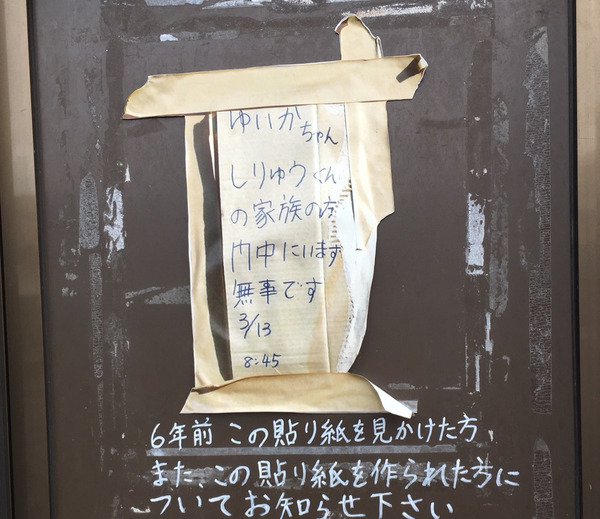 ゆいか
ちゃん
しりゅうくん
の家族の方
門中にいます
無事です
3/13
8:45
6年前 この貼り紙を見かけた方
また、この貼り紙を作られた方に
ついてお知らせ下さい